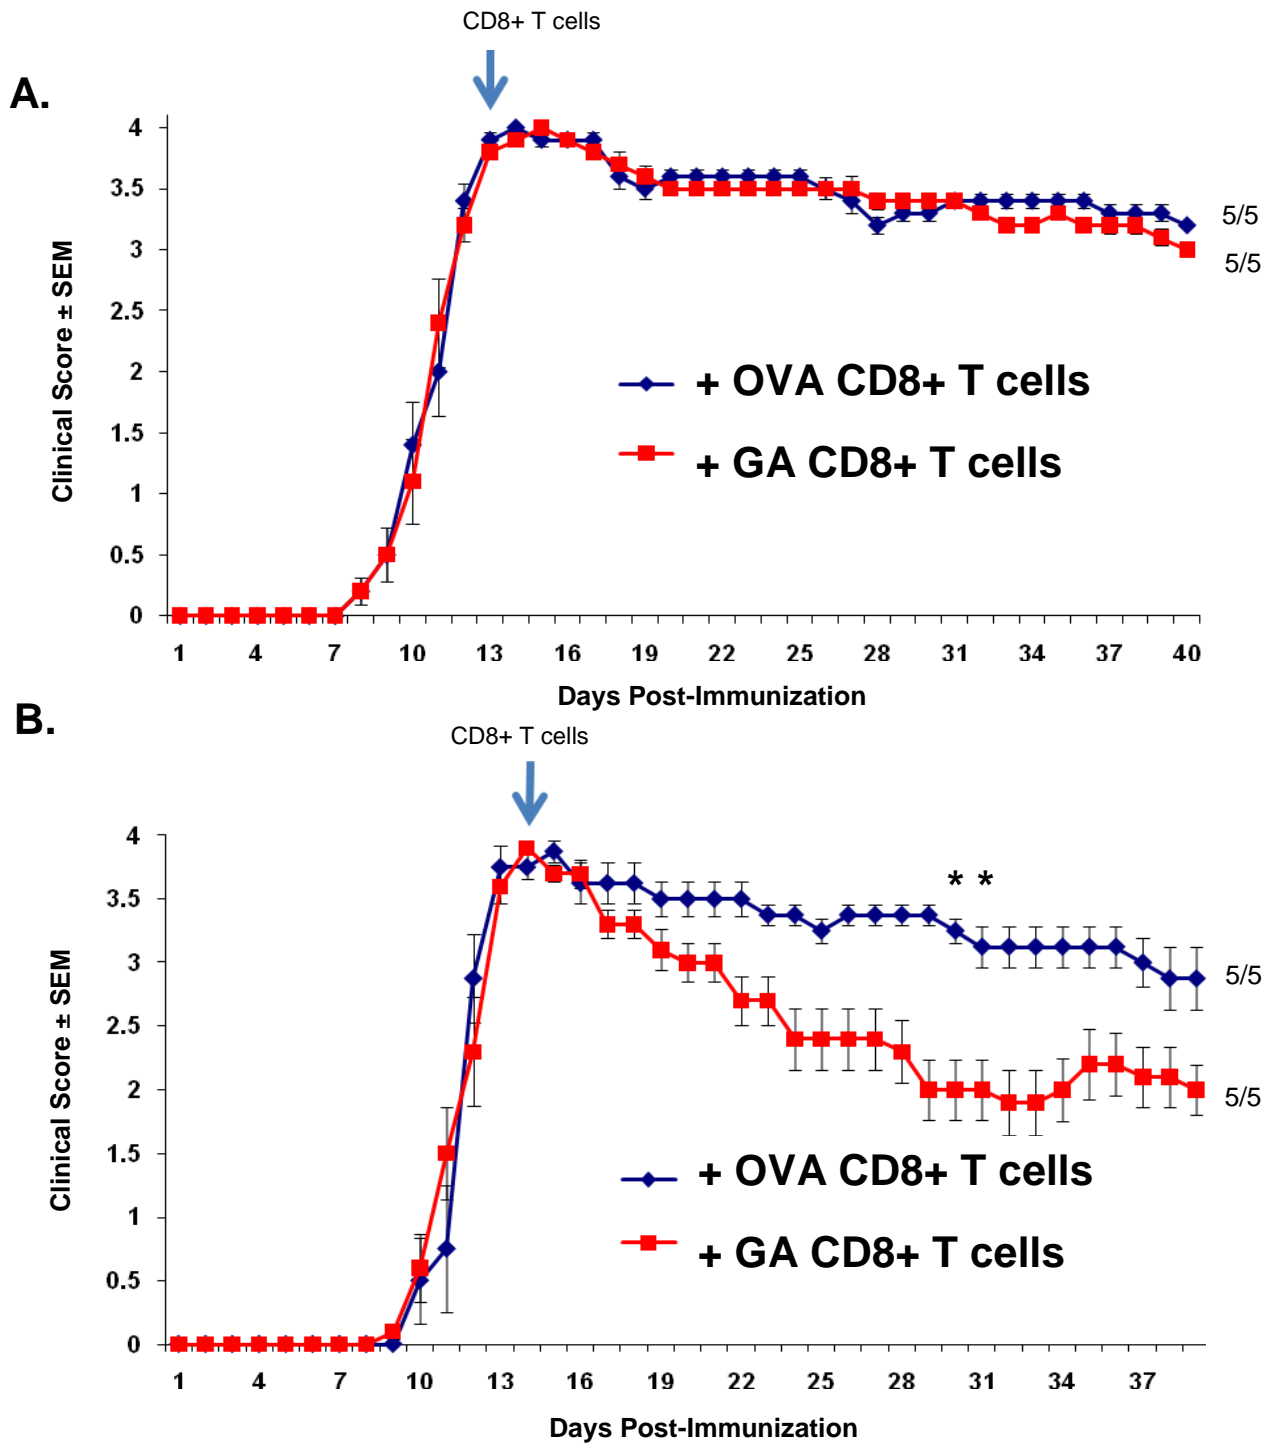 CD8+ T cells
A.
4
3.5
3
2.5
2
1.5
1
0.5
0
Clinical Score ± SEM
5/5
5/5
+ OVA CD8+ T cells
+ GA CD8+ T cells
1 4 7 10 13 16 19 22 25 28 31 34 37 40
Days Post-Immunization
B.
CD8+ T cells
4
3.5
3
2.5
2
1.5
1
0.5
0
Clinical Score ± SEM
* *
5/5
5/5
+ OVA CD8+ T cells
+ GA CD8+ T cells
1 4 7 10 13 16 19 22 25 28 31 34 37
Days Post-Immunization